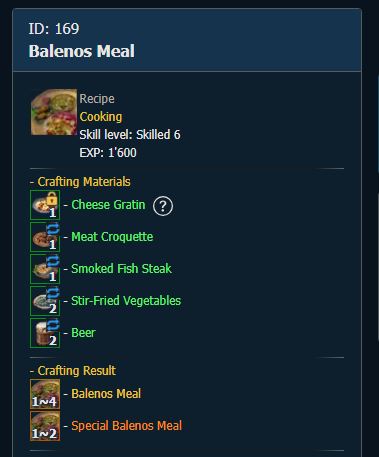 ID: 169
Balenos Meal
Recipe
Cooking
Skill level: Skilled 6
EXP: 1'600
- Crafting Materials
1 - Cheese Gratin ?
1 - Meat Croquette
1 - Smoked Fish Steak
2 - Stir-Fried Vegetables
2 - Beer
- Crafting Result
1~4 - Balenos Meal
1~2 - Special Balenos Meal